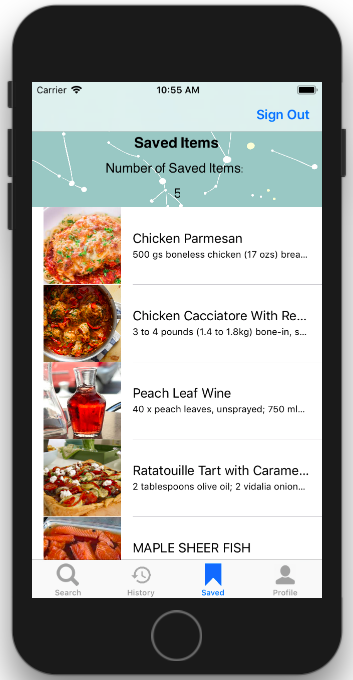 Carrier 10:55 AM
Sign Out
Saved Items
Number of Saved Items:
5
Chicken Parmesan
500 gs boneless chicken (17 ozs) brea...
Chicken Cacciatore With Re...
3 to 4 pounds (1.4 to 1.8kg) bone-in, s...
Peach Leaf Wine
40 x peach leaves, unsprayed; 750 ml...
Ratatouille Tart with Carame...
2 tablespoons olive oil; 2 vidalia onion...
MAPLE SHEER FISH
Search History Saved Profile